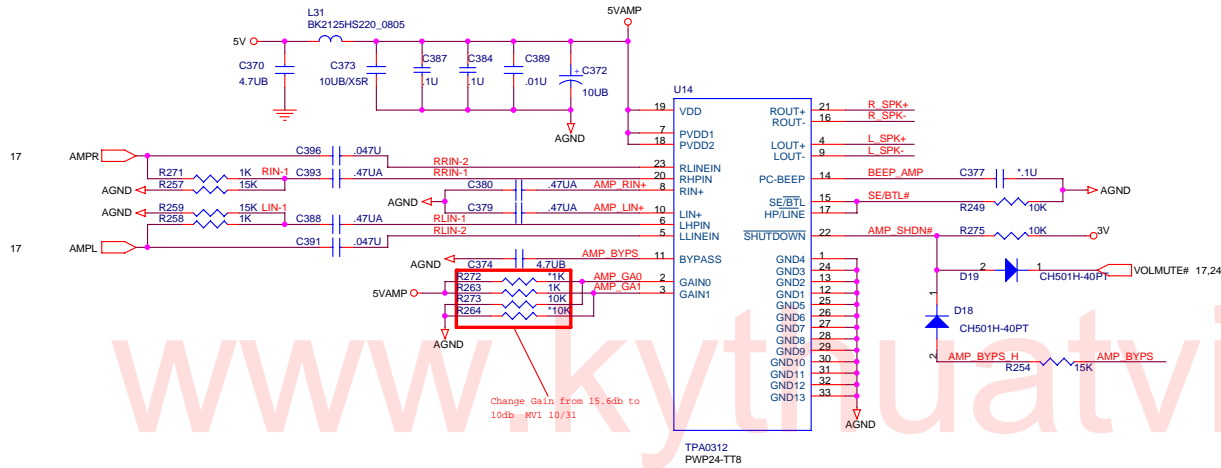 L31
BK2125HS220_0805
5VAMP
5V
C370
4.7UB
C373
10UB/X5R
C387
.1U
C384
.1U
C389
.01U
C372
+
10UB
AGND
U14
19 VDD
7 PVDD1
18 PVDD2
23 RLINEIN
20 RHPIN
8 RIN+
10 LIN+
6 LHPIN
5 LLINEIN
11 BYPASS
2 GAIN0
3 GAIN1
ROUT+ 21 R_SPK+
ROUT- 16 R_SPK-
LOUT+ 4 L_SPK+
LOUT- 9 L_SPK-
PC-BEEP 14 BEEP_AMP
SE/BTL 15 SE/BTL#
HP/LINE 17
SHUTDOWN 22 AMP_SHDN#
GND4 1
GND3 24
GND2 13
GND1 12
GND5 25
GND6 26
GND7 27
GND8 28
GND9 29
GND10 30
GND11 31
GND12 32
GND13 33
AGND
TPA0312
PWP24-TT8
17 AMPR
C396 .047U RRIN-2
R271 1K RIN-1 C393 .47UA RRIN-1
AGND R257 15K
C380 .47UA AMP_RIN+
AGND
C379 .47UA AMP_LIN+
AGND R259 15K LIN-1
R258 1K C388 .47UA RLIN-1
17 AMPL
C391 .047U RLIN-2
AGND C374 4.7UB AMP_BYPS
R272 *1K AMP_GA0
5VAMP R263 1K AMP_GA1
R273 10K
R264 *10K
AGND
Change Gain from 15.6db to
10db MV1 10/31
C377 *.1U
AGND
R249 10K
R275 10K 3V
2 D19 1 CH501H-40PT
VOLMUTE# 17,24
1
D18
CH501H-40PT
2
AMP_BYPS_H R254 15K AMP_BYPS
www.kythuatvi